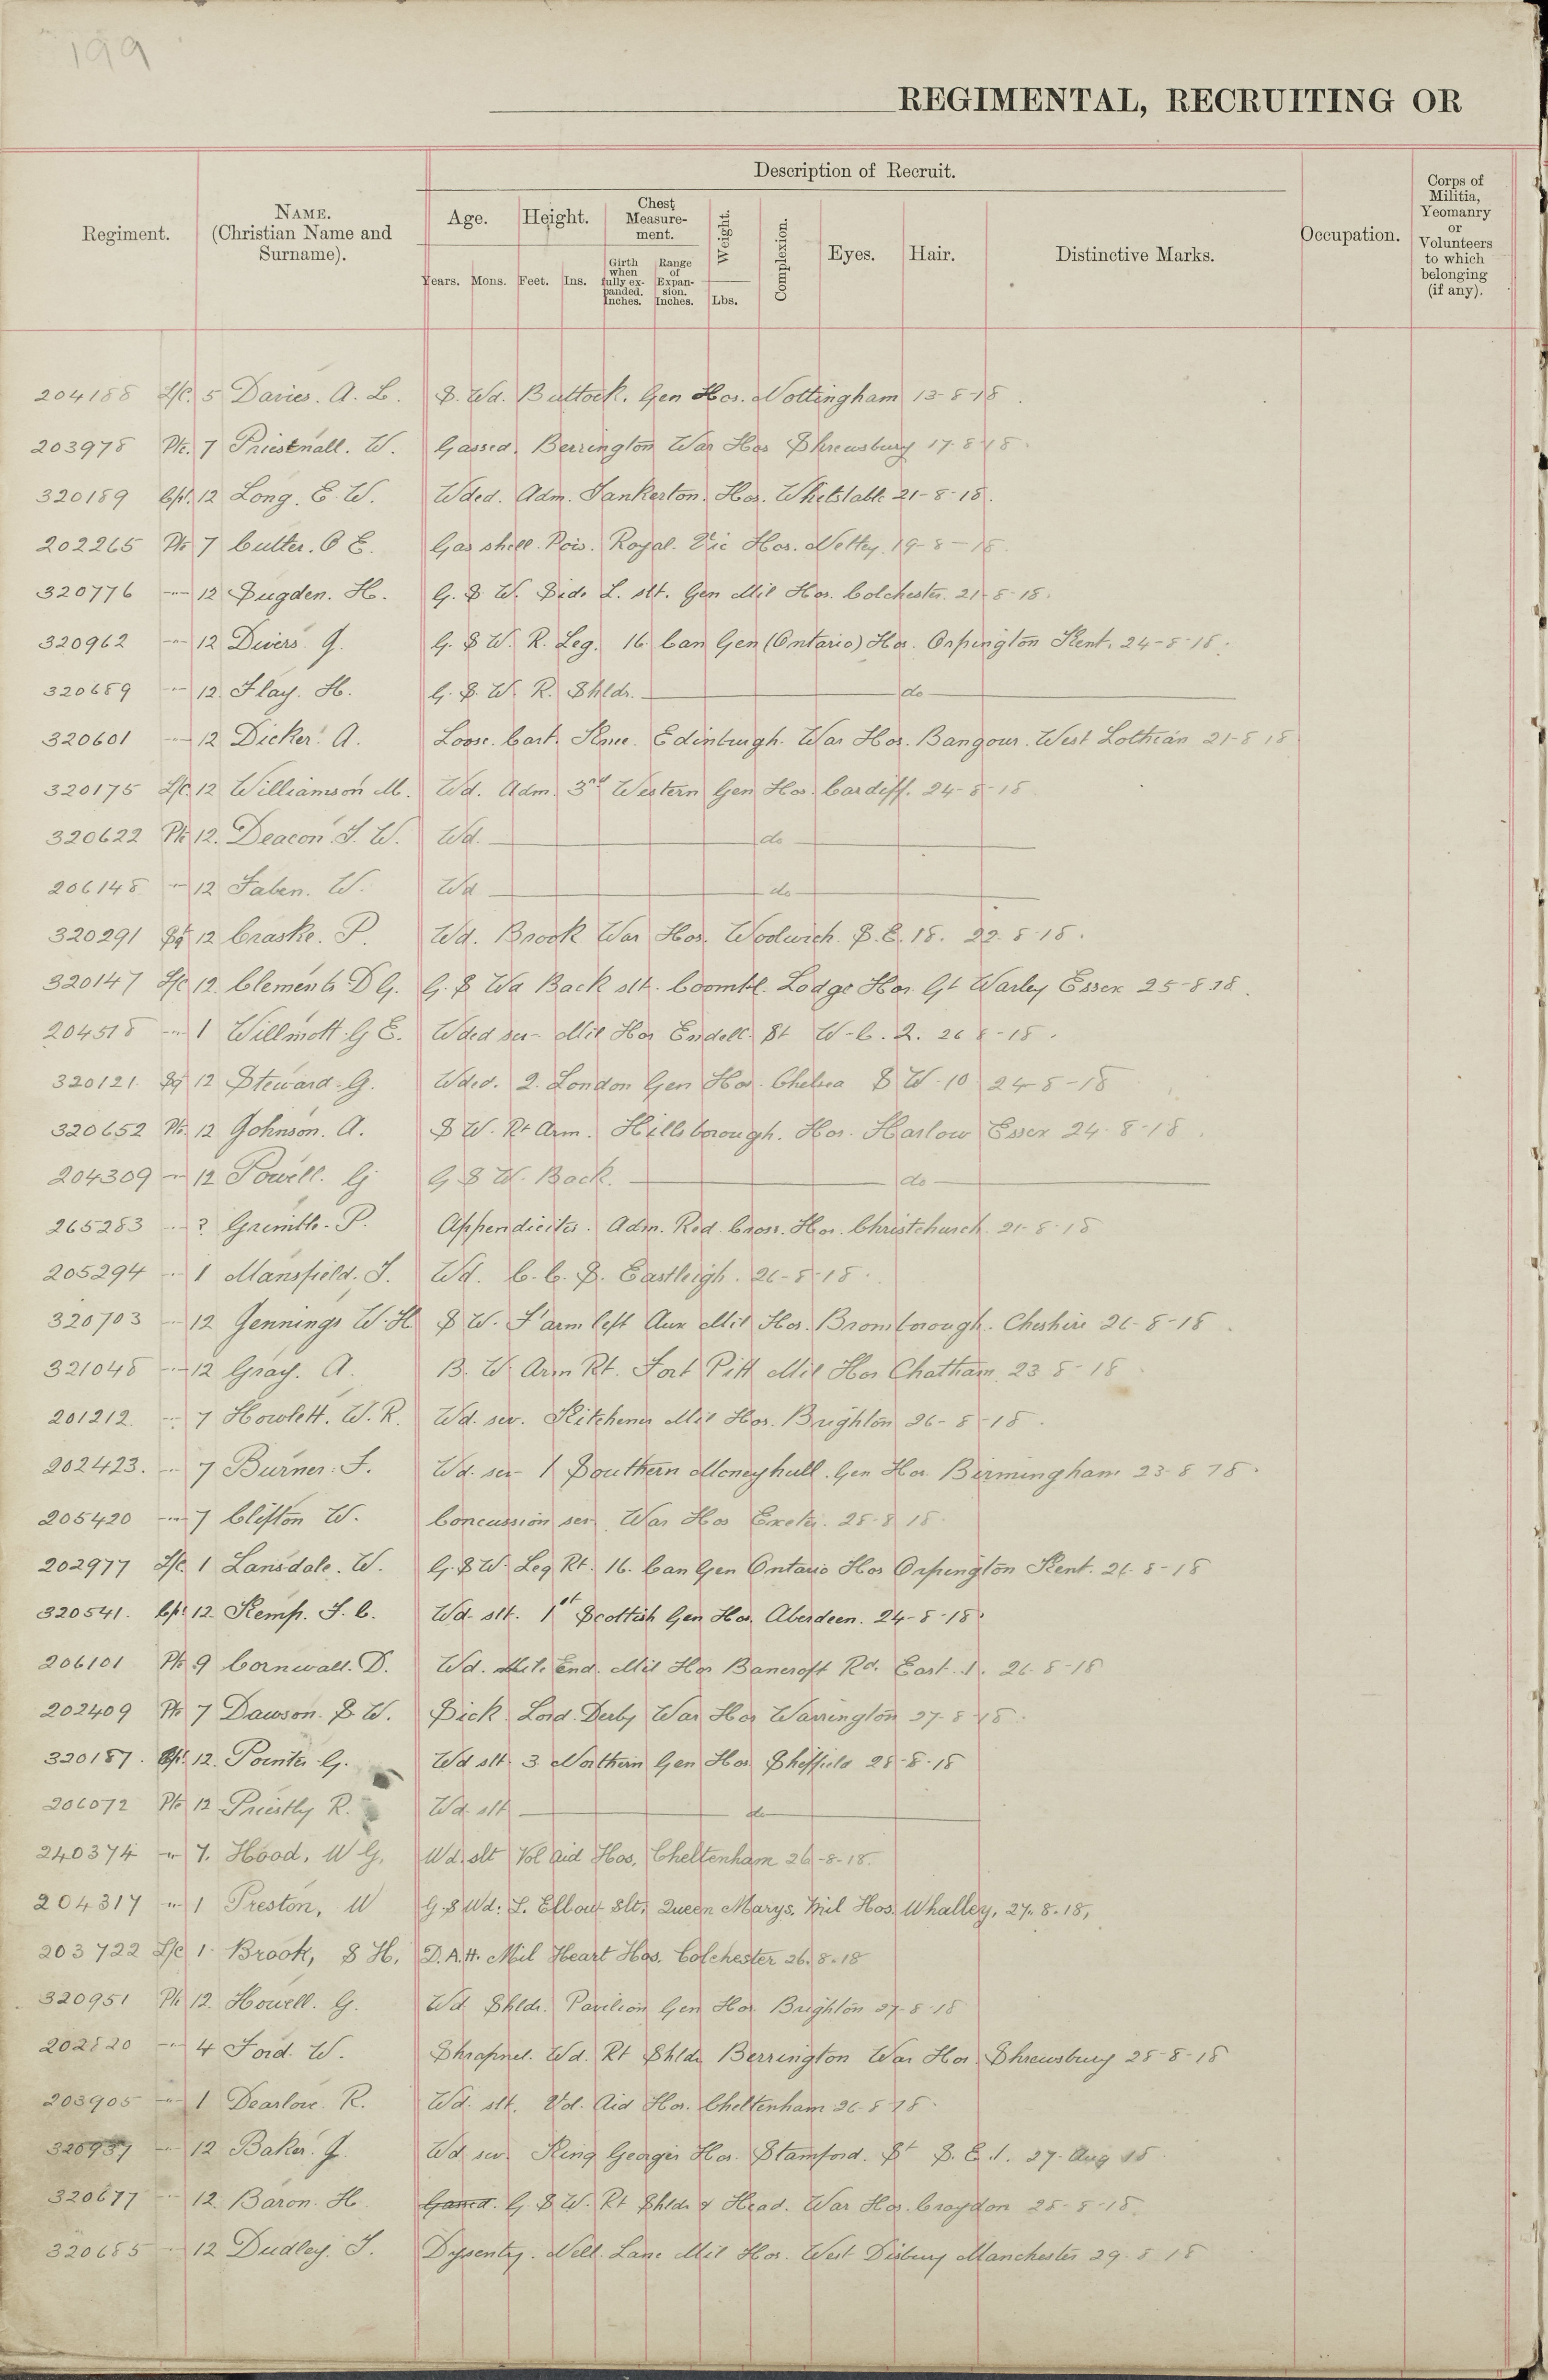 199
REGIMENTAL, RECRUITING OR
Description of Recruit.
Regiment. NAME. (Christian Name and Surname). Age. Height. Chest Measurement. Weight. Complexion. Eyes. Hair. Distinctive Marks. Occupation. Corps of Militia, Yeomanry or Volunteers to which belonging (if any).
Years. Mons. Feet. Ins. Girth when fully expanded. Inches. Range of Expansion. Inches. Lbs.
204188 L/C. 5 Davies. A. L. S. Wd. Buttock. Gen Hos. Nottingham 13-8-18.
203978 Pte. 7 Priestnall. W. Gassed. Berrington War Hos Shrewsbury 17-8-18.
320189 Cpl. 12 Long. E. W. Wded. Adm. Tankerton. Hos. Whitstable 21-8-18.
202265 Pte 7 Cutter. O E. Gas shell. Pois. Royal. Vic Hos. Netley. 19-8-18.
320776 -"- 12 Sugden. H. G. S. W. Side L. slt. Gen Mil Hos. Colchester. 21-8-18.
320962 -"- 12 Divers J. G. S W. R. Leg. 16 Can Gen (Ontario) Hos. Orpington Kent. 24-8-18.
320689 -"- 12. Flay. H. G. S. W. R. Shldr. do
320601 -"- 12 Dicker. A. Loose. Cart. Knee. Edinburgh. War Hos. Bangour. West Lothian 21-8-18
320175 L/C. 12 Williamson M. Wd. Adm. 3rd Western Gen Hos. Cardiff. 24-8-18
320622 Pte 12. Deacon. J. W. Wd. do
206148 -"- 12 Faben. W. Wd do
320291 Sgt 12 Craske. P. Wd. Brook War Hos. Woolwich. S. E. 18. 22-8-18.
320147 L/C 12. Clements D G. G. S Wd Back slt. Coombe. Lodge Hos. Gt Warley Essex 25-8-18.
204518 -"- 1 Willmott. G E. Wded sev- Mil Hos Endell. St W-C. 2. 26-8-18.
320121 Sgt 12 Steward. G. Wded. 2. London Gen Hos. Chelsea S W. 10 24-8-18
320652 Pte. 12 Johnson. A. S W. Rt Arm. Hillsborough. Hos. Harlow Essex 24-8-18.
204309 -"- 12 Powell. G G S W. Back. do
265283 -"- ? P. Appendicitis. Adm. Red. Cross. Hos. Christchurch. 21-8-18
205294 -"- 1 Mansfield. J. Wd. C. C. S. Eastleigh. 26-8-18.
320703 -"- 12 Jennings W. H S W. F'arm left Aux Mil Hos. Bromborough. Cheshire 26-8-18.
321048 -"- 12 Gray. A. B. W. Arm Rt. Fort Pitt Mil Hos Chatham. 23-8-18
201212 -"- 7 Howlett. W. R. Wd. sev. Kitchener Mil Hos. Brighton 26-8-18.
202423. -"- 7 Burner. F. Wd. sev- 1 Southern Moneyhull. Gen Hos. Birmingham 23-8-18.
205420 -"- 7 Clifton W. Concussion sev. War Hos Exeter. 28-8-18.
202977 L/C. 1 Lansdale. W. G. S W. Leg Rt. 16. Can Gen Ontario Hos Orpington Kent. 26-8-18
320541. Cpl 12. Kemp. F. C. Wd. slt. 1st Scottish Gen Hos. Aberdeen. 24-8-18.
206101 Pte 9 Cornwall. D. Wd. Mile End. Mil Hos Bancroft Rd. East. 1. 26-8-18
202409 Pte 7 Dawson. S. W. Sick. Lord. Derby War Hos Warrington 27-8-18.
320187. Cpl. 12. Pointer. G. Wd slt. 3 Northern Gen Hos Sheffield 28-8-18
206072 Pte 12 Priestly R. Wd. slt. do
240374 -"- 7. Hood, W G, Wd. slt Vol Aid Hos, Cheltenham 26-8-18.
204317 -"- 1 Preston, W G. S Wd: L. Elbow Slt, Queen Marys, Mil Hos. Whalley, 27.8.18,
203722 L/C 1. Brook, S H, D.A.H. Mil Heart Hos. Colchester 26.8.18
320951 Pte 12. Howell. G. Wd Shldr. Pavilion Gen Hos Brighton 27-8-18
202820 -"- 4 Ford. W. Shrapnel. Wd. Rt Shldr Berrington War Hos. Shrewsbury 28-8-18
203905 -"- 1 Dearlove R. Wd. slt. Vol. Aid Hos. Cheltenham 26-8-18.
320937 -"- 12 Baker. J. Wd sev. King Georges Hos. Stamford. St S. E. 1. 27. Aug 18.
320677 -"- 12. Baron. H. Gassed. G. S W. Rt Shldr & Head. War Hos. Croydon 28-8-18.
320685 -"- 12 Dudley. J. Dysentry. Nell. Lane Mil Hos. West Disbury Manchester 29-8-18